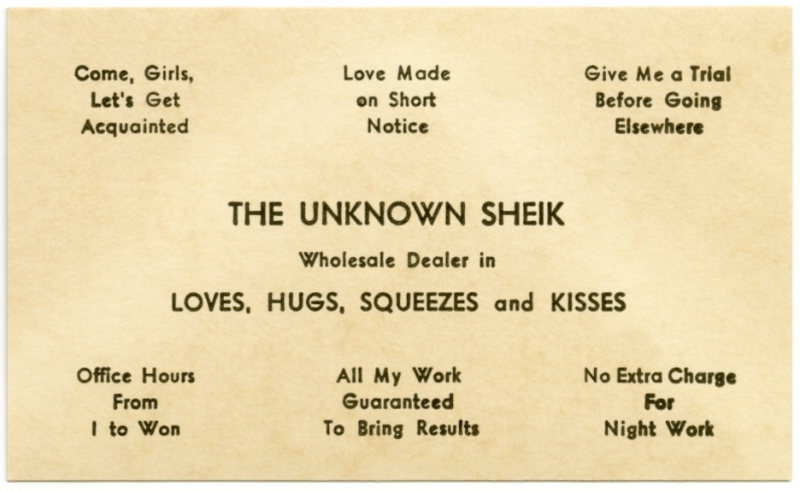 Come, Girls,
Let's Get
Acquainted
Love Made
on Short
Notice
Give Me a Trial
Before Going
Elsewhere
THE UNKNOWN SHEIK
Wholesale Dealer in
LOVES, HUGS, SQUEEZES and KISSES
Office Hours
From
I to Won
All My Work
Guaranteed
To Bring Results
No Extra Charge
For
Night Work